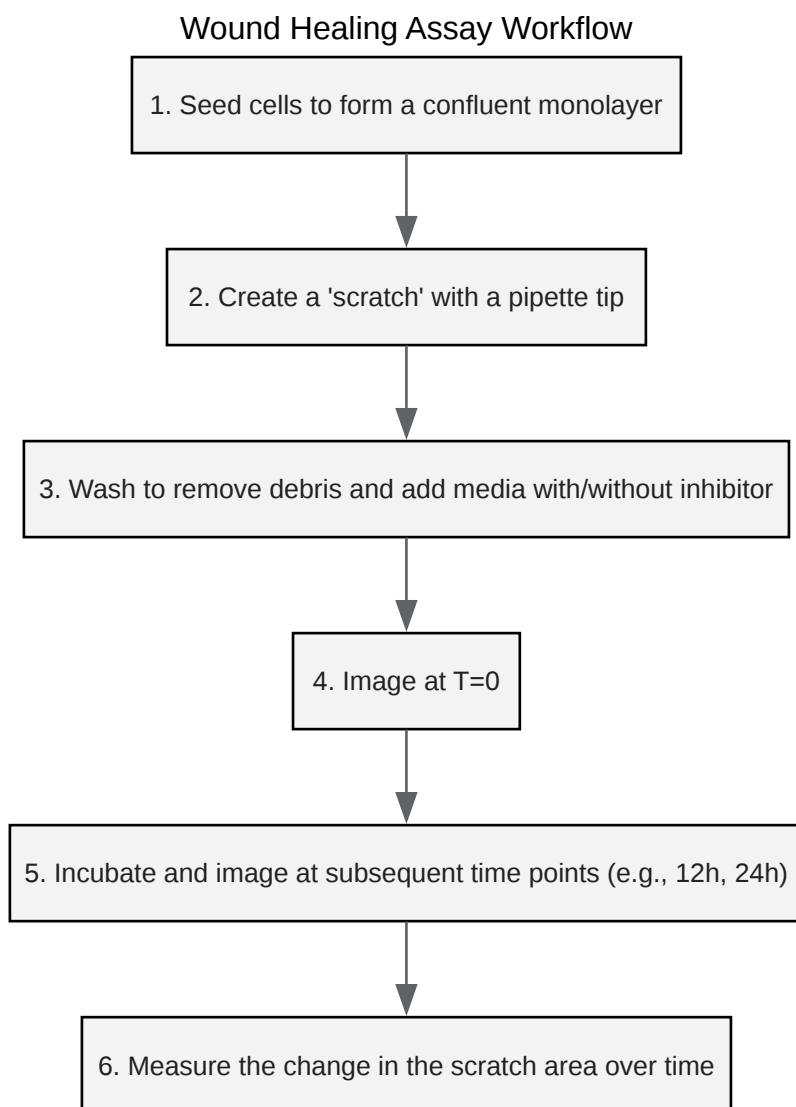 Wound Healing Assay Workflow
1. Seed cells to form a confluent monolayer
2. Create a 'scratch' with a pipette tip
3. Wash to remove debris and add media with/without inhibitor
4. Image at T=0
5. Incubate and image at subsequent time points (e.g., 12h, 24h)
6. Measure the change in the scratch area over time